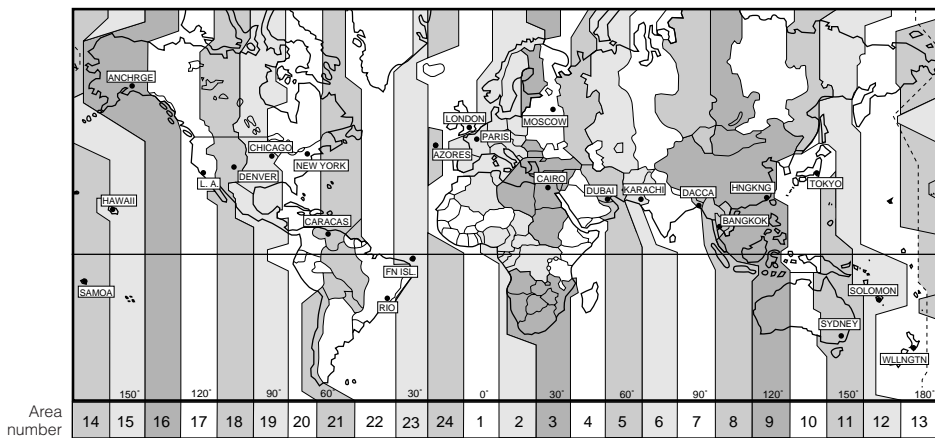 ANCHRGE
LONDON
MOSCOW
PARIS
CHICAGO
AZORES
NEW YORK
DENVER
L. A.
CAIRO
DUBAI
KARACHI
DACCA
HNGKNG
TOKYO
HAWAII
CARACAS
BANGKOK
FN ISL.
SAMOA
RIO
SOLOMON
SYDNEY
WLLNGTN
150° 120° 90° 60° 30° 0° 30° 60° 90° 120° 150° 180°
Area number 14 15 16 17 18 19 20 21 22 23 24 1 2 3 4 5 6 7 8 9 10 11 12 13